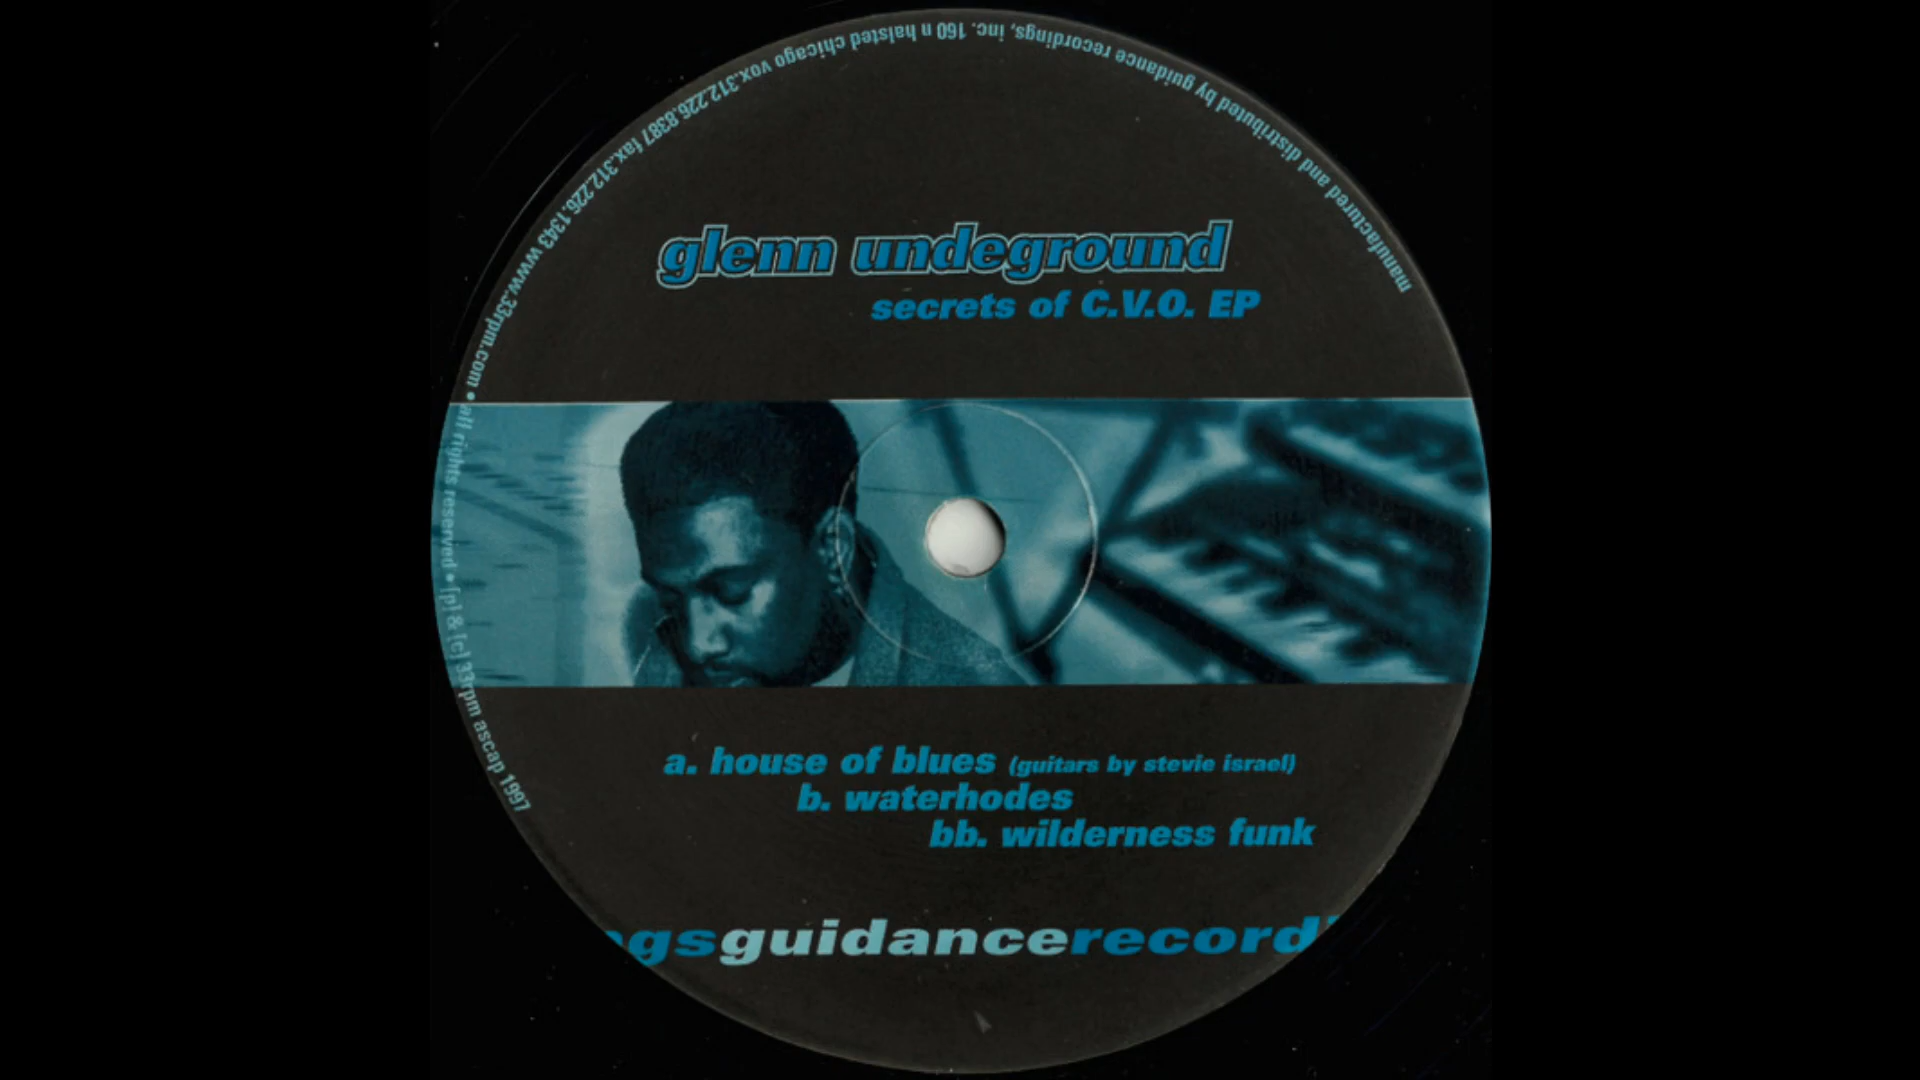 manufactured and distributed by guidance recordings, inc. 160 n halsted chicago vox.312.226.8387 fax.312.226.1343 www.33rpm.com • all rights reserved • [p] & [c] 33rpm ascap 1997
glenn undeground
secrets of C.V.O. EP
a. house of blues (guitars by stevie israel)
b. waterhodes
bb. wilderness funk
ngsguidancerecordi